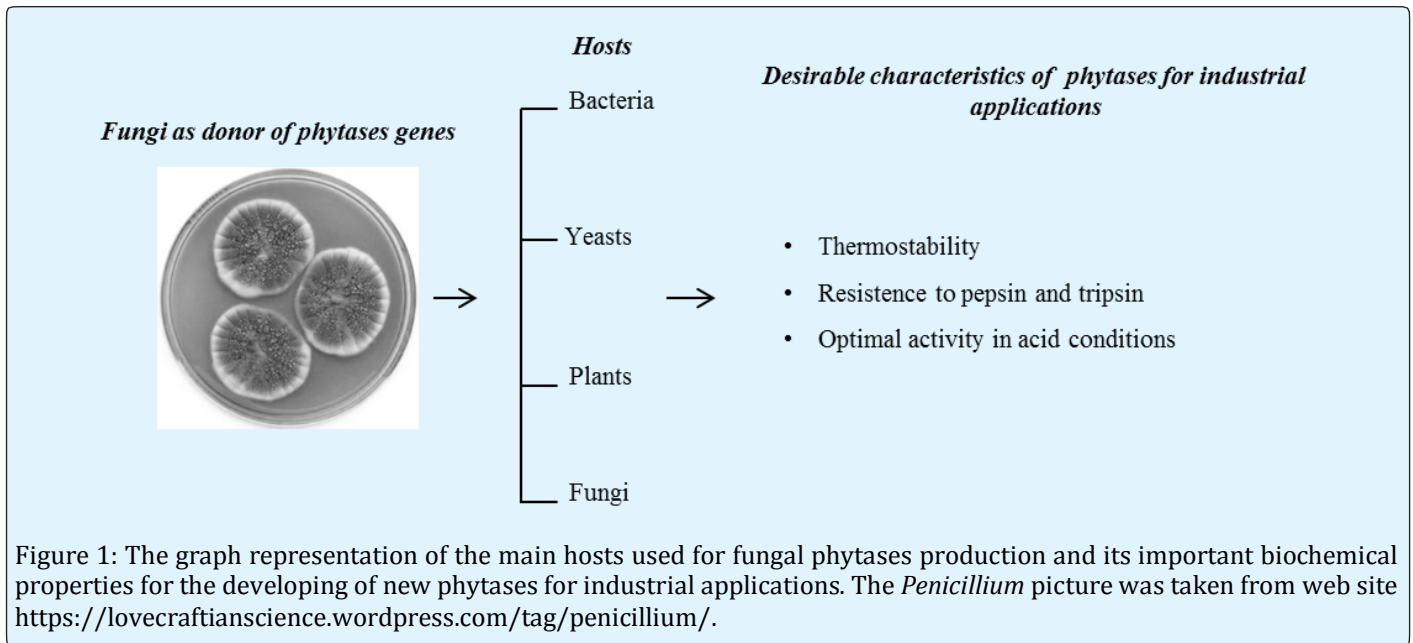 Hosts
Desirable characteristics of phytases for industrial
applications
Bacteria
Fungi as donor of phytases genes
Yeasts
• Thermostability
• Resistence to pepsin and tripsin
• Optimal activity in acid conditions
Plants
Fungi
Figure 1: The graph representation of the main hosts used for fungal phytases production and its important biochemical
properties for the developing of new phytases for industrial applications. The Penicillium picture was taken from web site
https://lovecraftianscience.wordpress.com/tag/penicillium/.